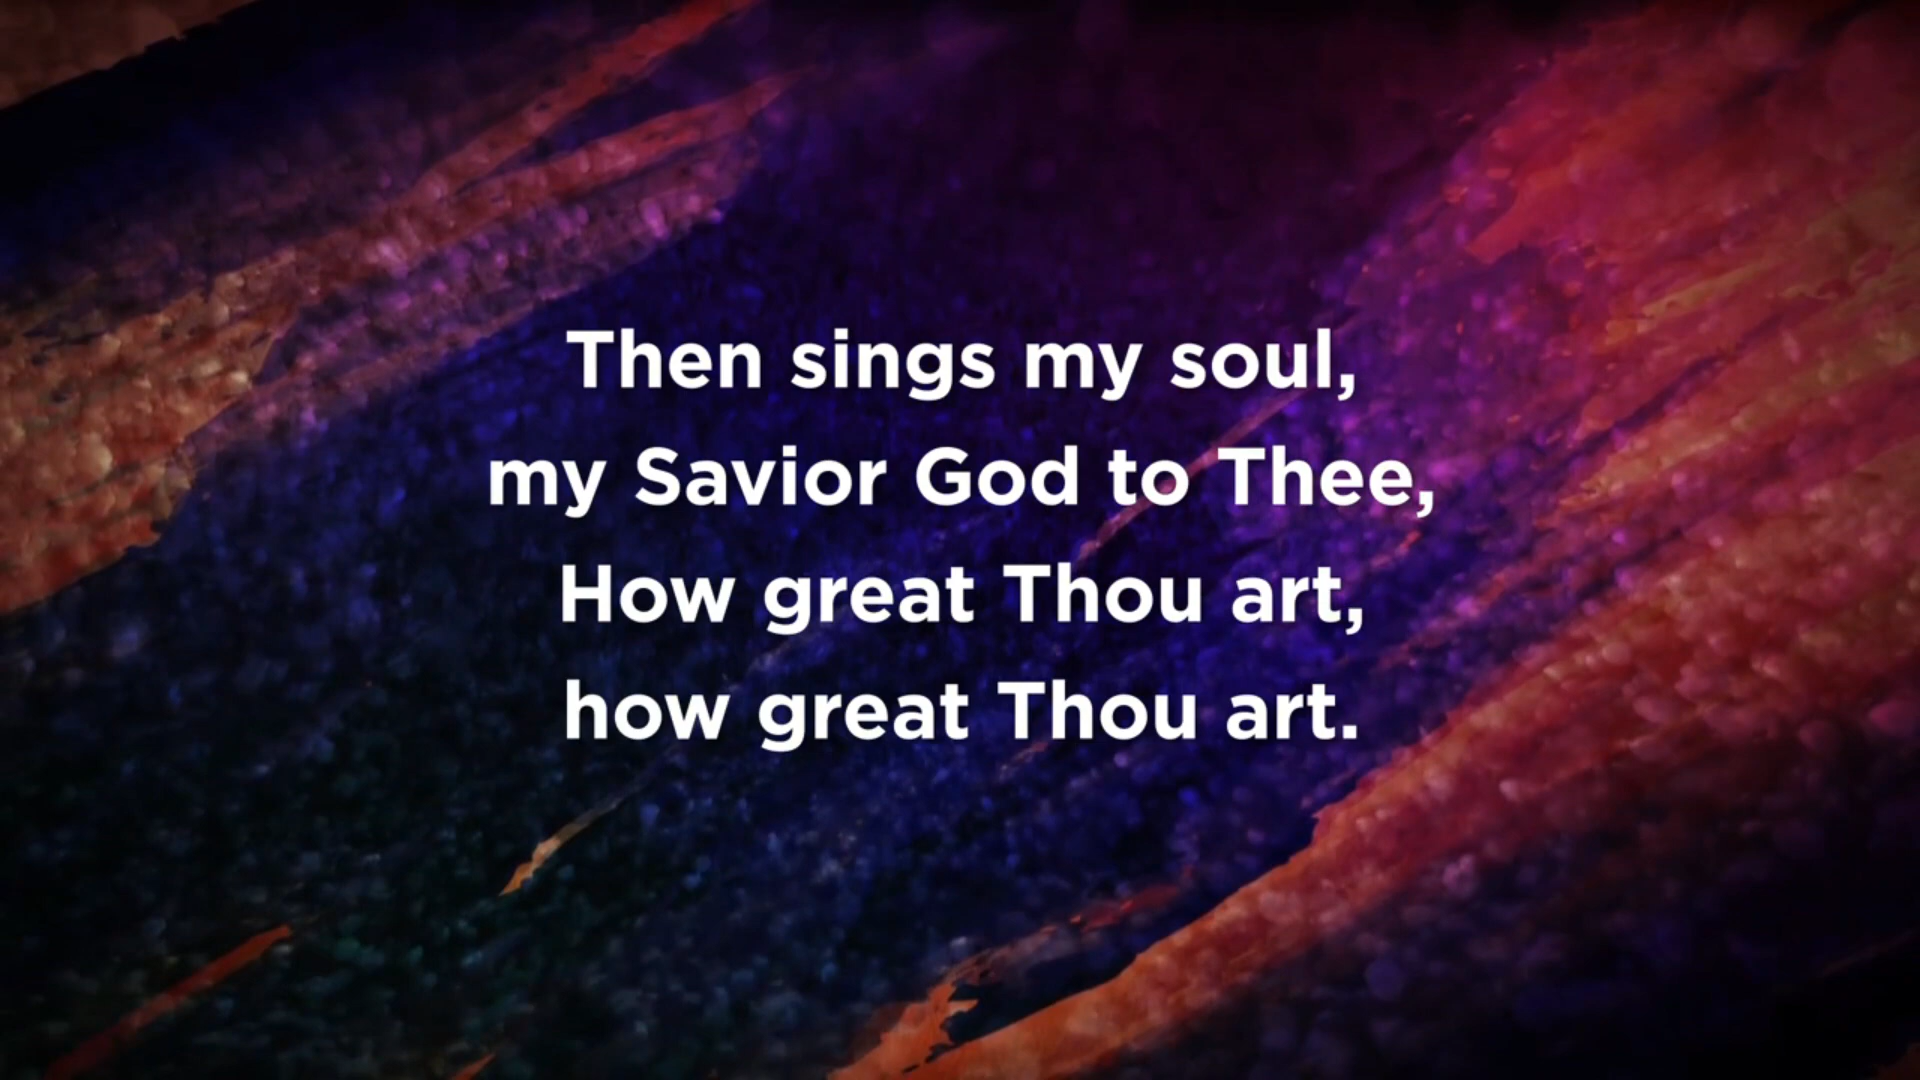 Then sings my soul,
my Savior God to Thee,
How great Thou art,
how great Thou art.